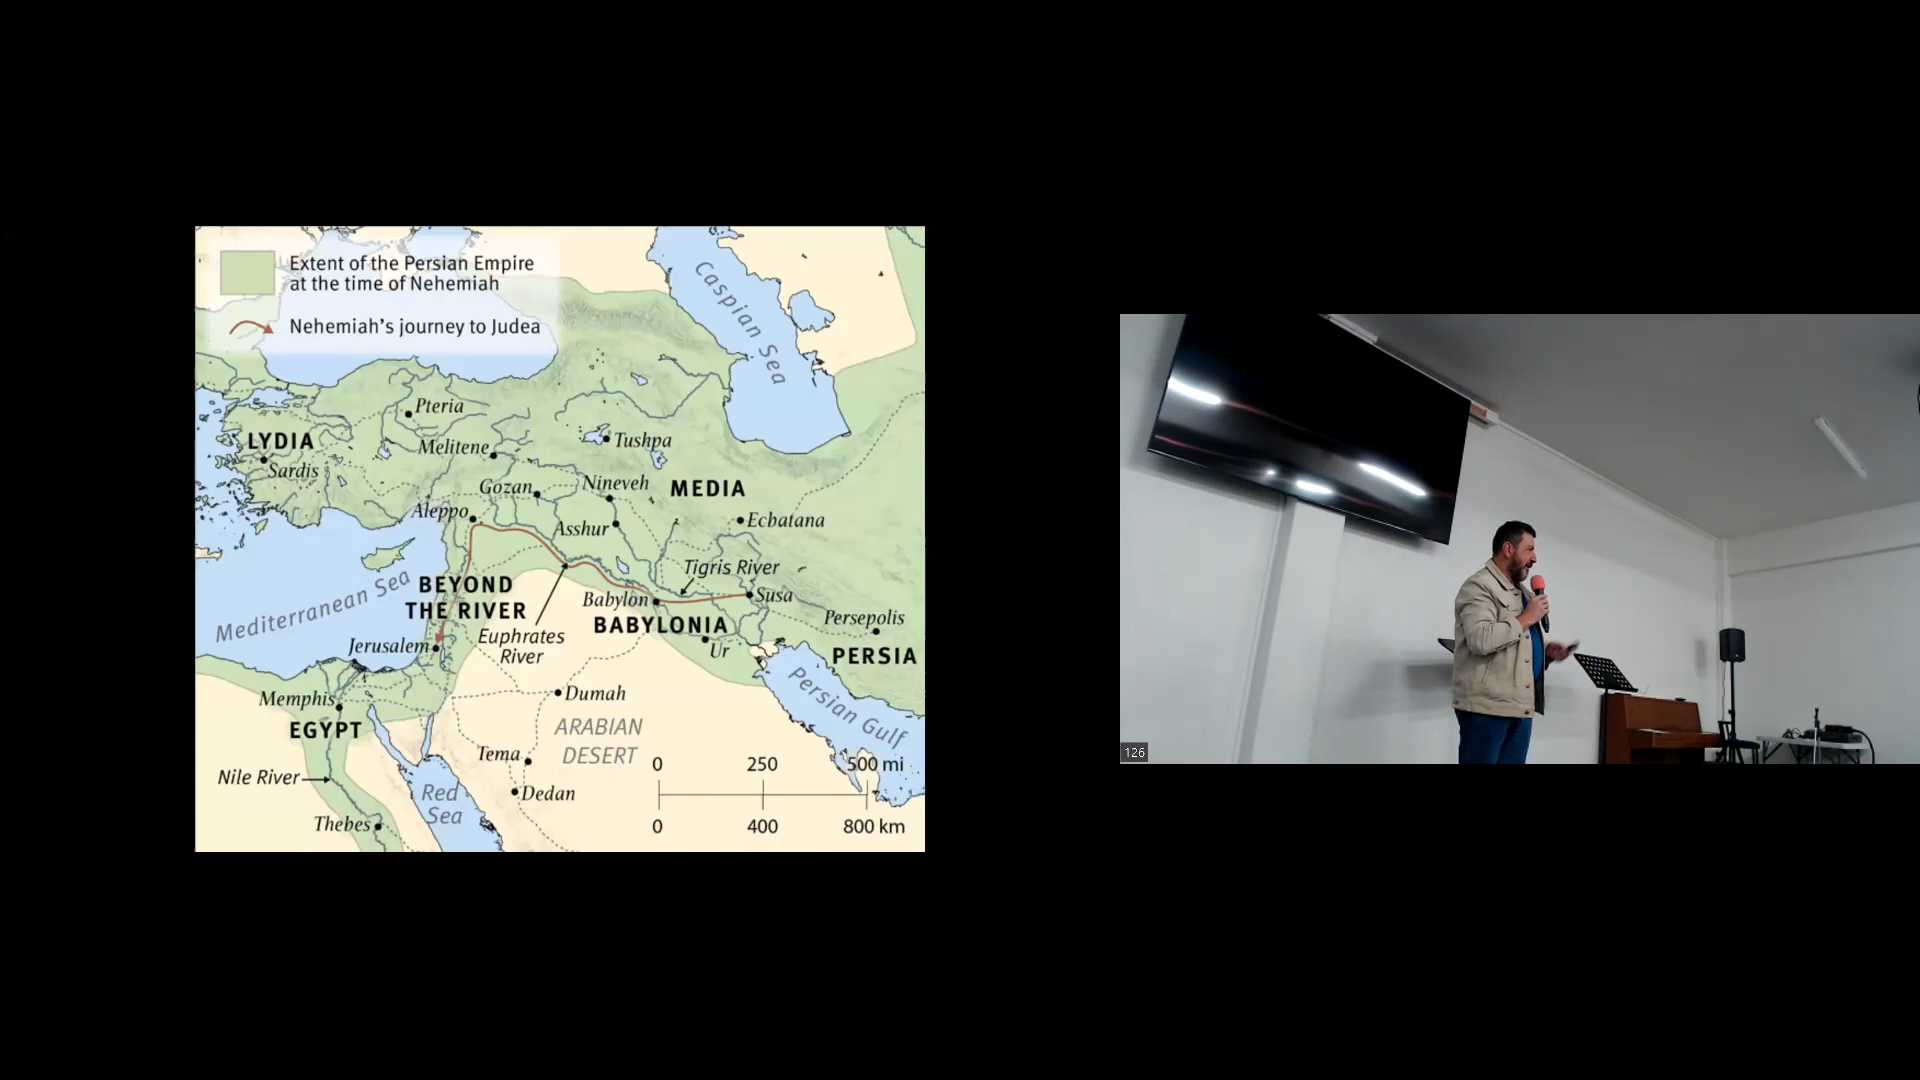 Extent of the Persian Empire
at the time of Nehemiah
Nehemiah's journey to Judea
Caspian Sea
Pteria
LYDIA
Sardis
Melitene
Tushpa
Gozan
Nineveh
MEDIA
Aleppo
Asshur
Ecbatana
Mediterranean Sea
BEYOND
THE RIVER
Tigris River
Babylon
Susa
BABYLONIA
Persepolis
Jerusalem
Euphrates
River
Ur
PERSIA
Memphis
EGYPT
Dumah
ARABIAN
DESERT
Persian Gulf
Tema
Nile River
Red
Sea
Dedan
Thebes
0 250 500 mi
0 400 800 km
126